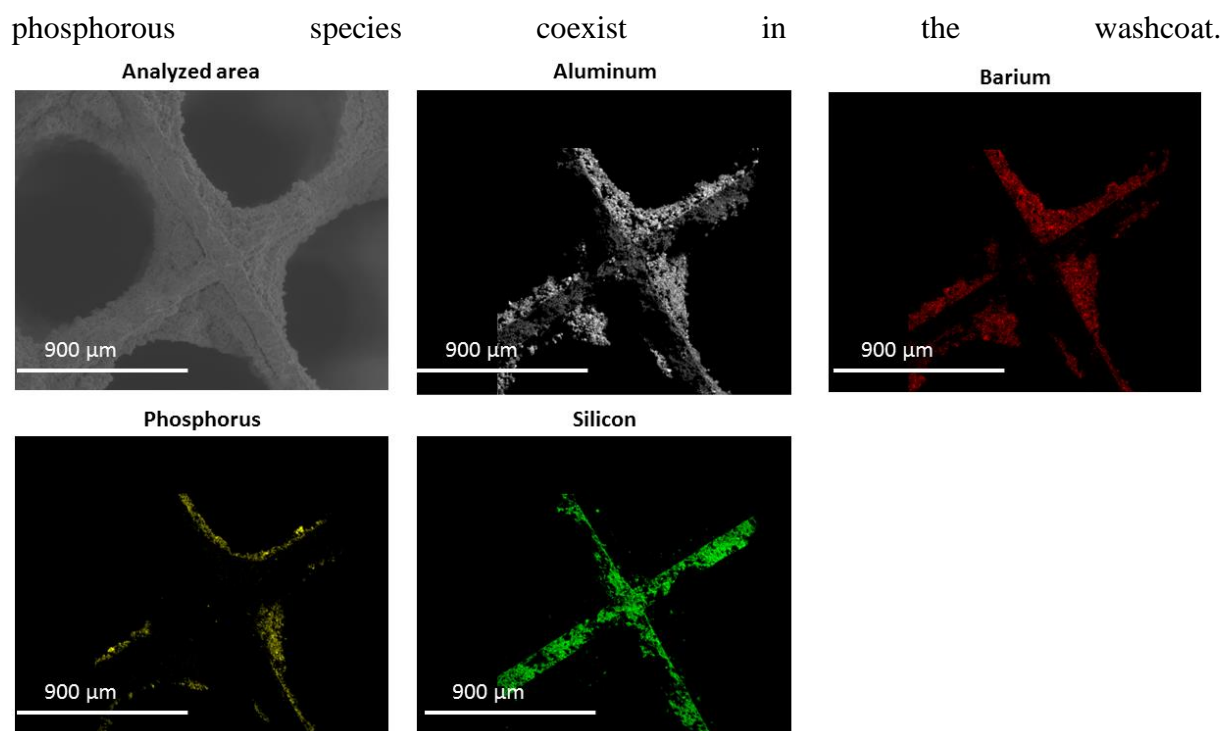 phosphorous species coexist in the washcoat.
Analyzed area
Aluminum
Barium
900 µm
900 µm
900 µm
Phosphorus
Silicon
900 µm
900 µm